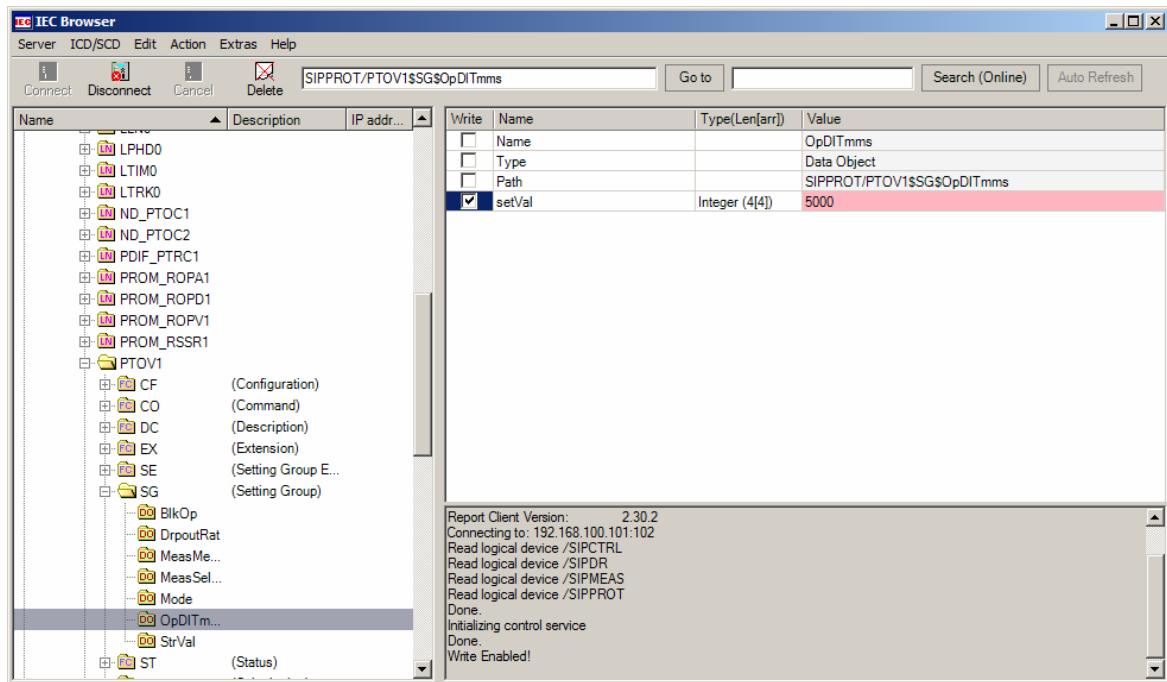 IEC IEC Browser
Server ICD/SCD Edit Action Extras Help
Connect Disconnect Cancel Delete SIPPROT/PTOV1$SG$OpDITmms Go to Search (Online) Auto Refresh
Name Description IP addr...
LPHD0
LTIM0
LTRK0
ND_PTOC1
ND_PTOC2
PDIF_PTRC1
PROM_ROPA1
PROM_ROPD1
PROM_ROPV1
PROM_RSSR1
PTOV1
CF (Configuration)
CO (Command)
DC (Description)
EX (Extension)
SE (Setting Group E...
SG (Setting Group)
BlkOp
DrpoutRat
MeasMe...
MeasSel...
Mode
OpDITm...
StrVal
ST (Status)
Write Name Type(Len[arr]) Value
Name OpDITmms
Type Data Object
Path SIPPROT/PTOV1$SG$OpDITmms
setVal Integer (4[4]) 5000
Report Client Version: 2.30.2
Connecting to: 192.168.100.101:102
Read logical device /SIPCTRL
Read logical device /SIPDR
Read logical device /SIPMEAS
Read logical device /SIPPROT
Done.
Initializing control service
Done.
Write Enabled!